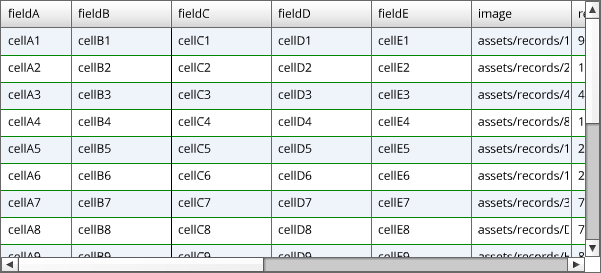 fieldA fieldB fieldC fieldD fieldE image re
cellA1 cellB1 cellC1 cellD1 cellE1 assets/records/1 9
cellA2 cellB2 cellC2 cellD2 cellE2 assets/records/2 1
cellA3 cellB3 cellC3 cellD3 cellE3 assets/records/4 4
cellA4 cellB4 cellC4 cellD4 cellE4 assets/records/8 1
cellA5 cellB5 cellC5 cellD5 cellE5 assets/records/1 2
cellA6 cellB6 cellC6 cellD6 cellE6 assets/records/1 2
cellA7 cellB7 cellC7 cellD7 cellE7 assets/records/3 7
cellA8 cellB8 cellC8 cellD8 cellE8 assets/records/D 7
cellA9 cellB9 cellC9 cellD9 cellE9 assets/records/ 8